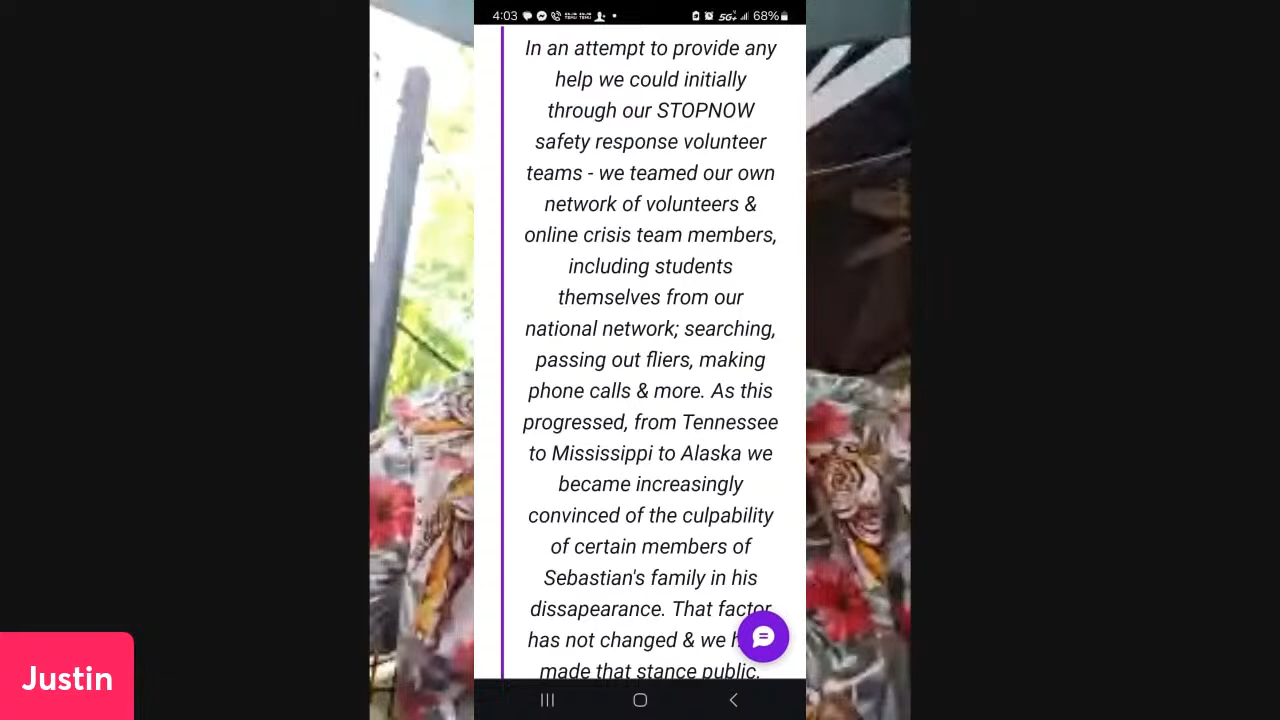 4:03
5G+
68%
In an attempt to provide any
help we could initially
through our STOPNOW
safety response volunteer
teams - we teamed our own
network of volunteers &
online crisis team members,
including students
themselves from our
national network; searching,
passing out fliers, making
phone calls & more. As this
progressed, from Tennessee
to Mississippi to Alaska we
became increasingly
convinced of the culpability
of certain members of
Sebastian's family in his
dissapearance. That factor
has not changed & we h
made that stance public.
Justin